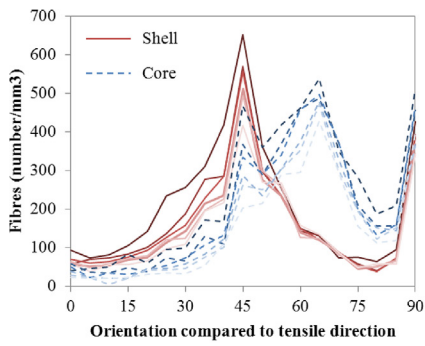 700
600
500
400
300
200
100
0
Fibres (number/mm3)
Shell
Core
0 15 30 45 60 75 90
Orientation compared to tensile direction